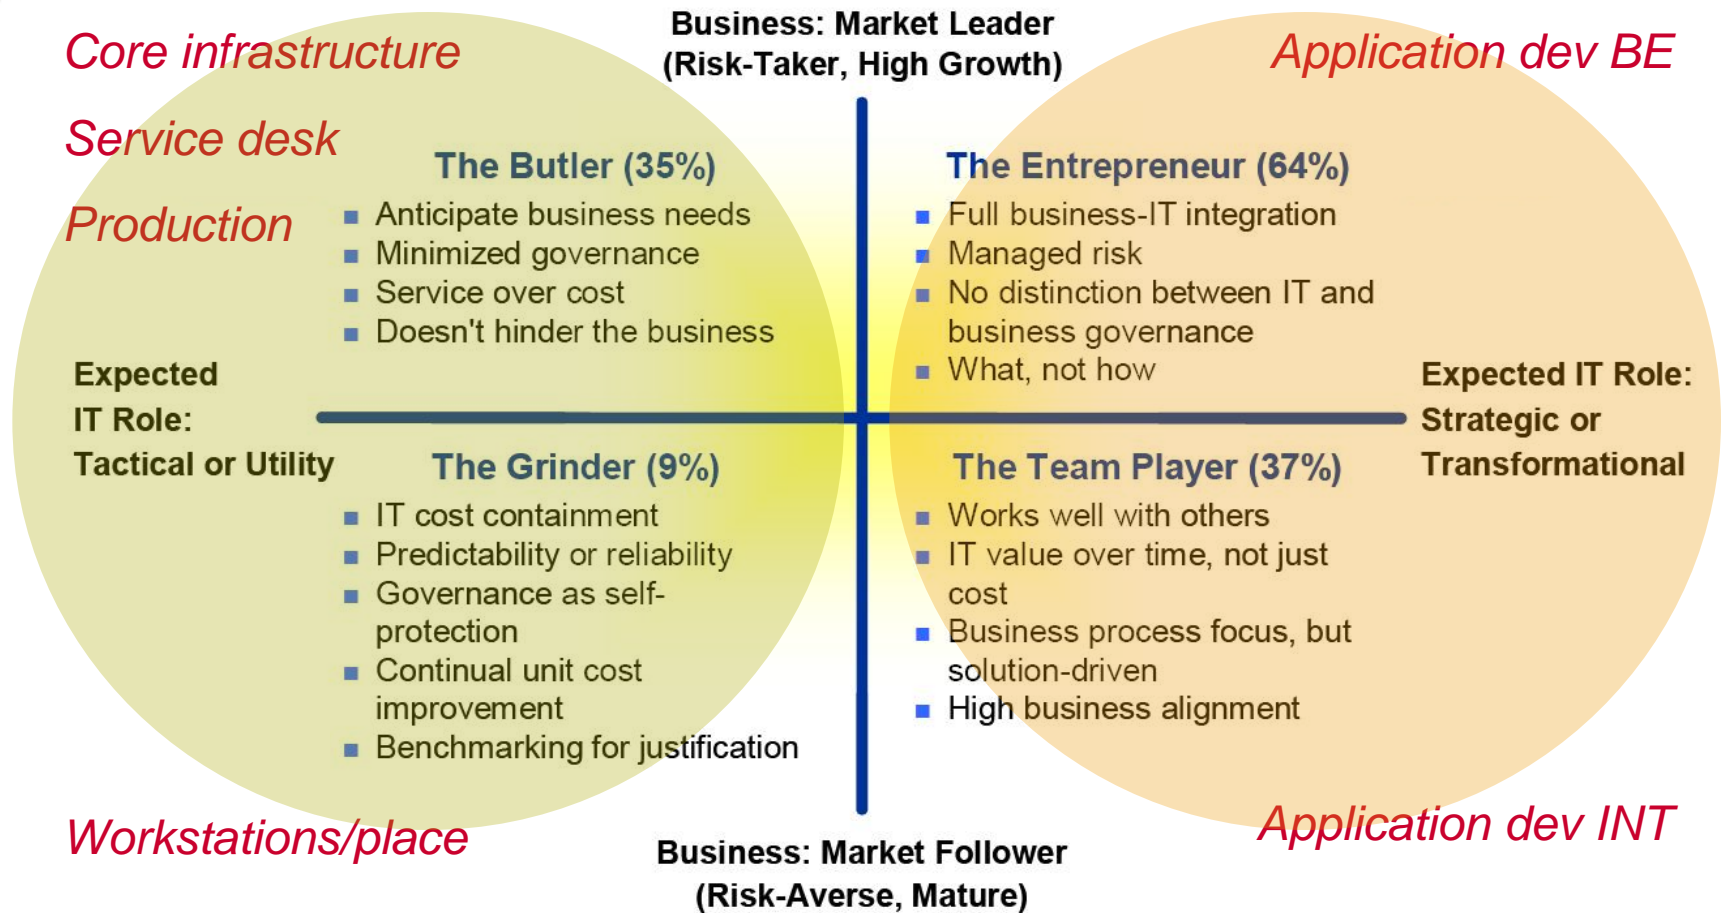 Business: Market Leader
(Risk-Taker, High Growth)
Core infrastructure
Service desk
Production
Application dev BE
The Butler (35%)
Anticipate business needs
Minimized governance
Service over cost
Doesn't hinder the business
The Entrepreneur (64%)
Full business-IT integration
Managed risk
No distinction between IT and
business governance
What, not how
Expected
IT Role:
Tactical or Utility
Expected IT Role:
Strategic or
Transformational
The Grinder (9%)
IT cost containment
Predictability or reliability
Governance as self-
protection
Continual unit cost
improvement
Benchmarking for justification
The Team Player (37%)
Works well with others
IT value over time, not just
cost
Business process focus, but
solution-driven
High business alignment
Workstations/place
Application dev INT
Business: Market Follower
(Risk-Averse, Mature)